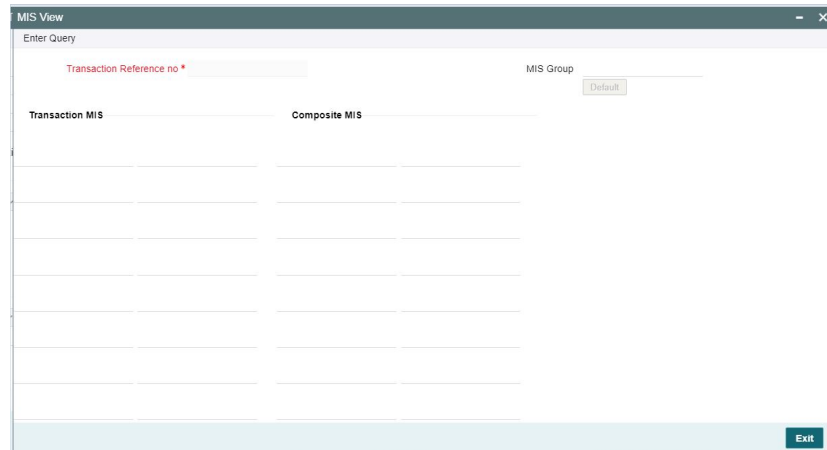 MIS View
Enter Query
Transaction Reference no *
MIS Group
Default
Transaction MIS
Composite MIS
Exit